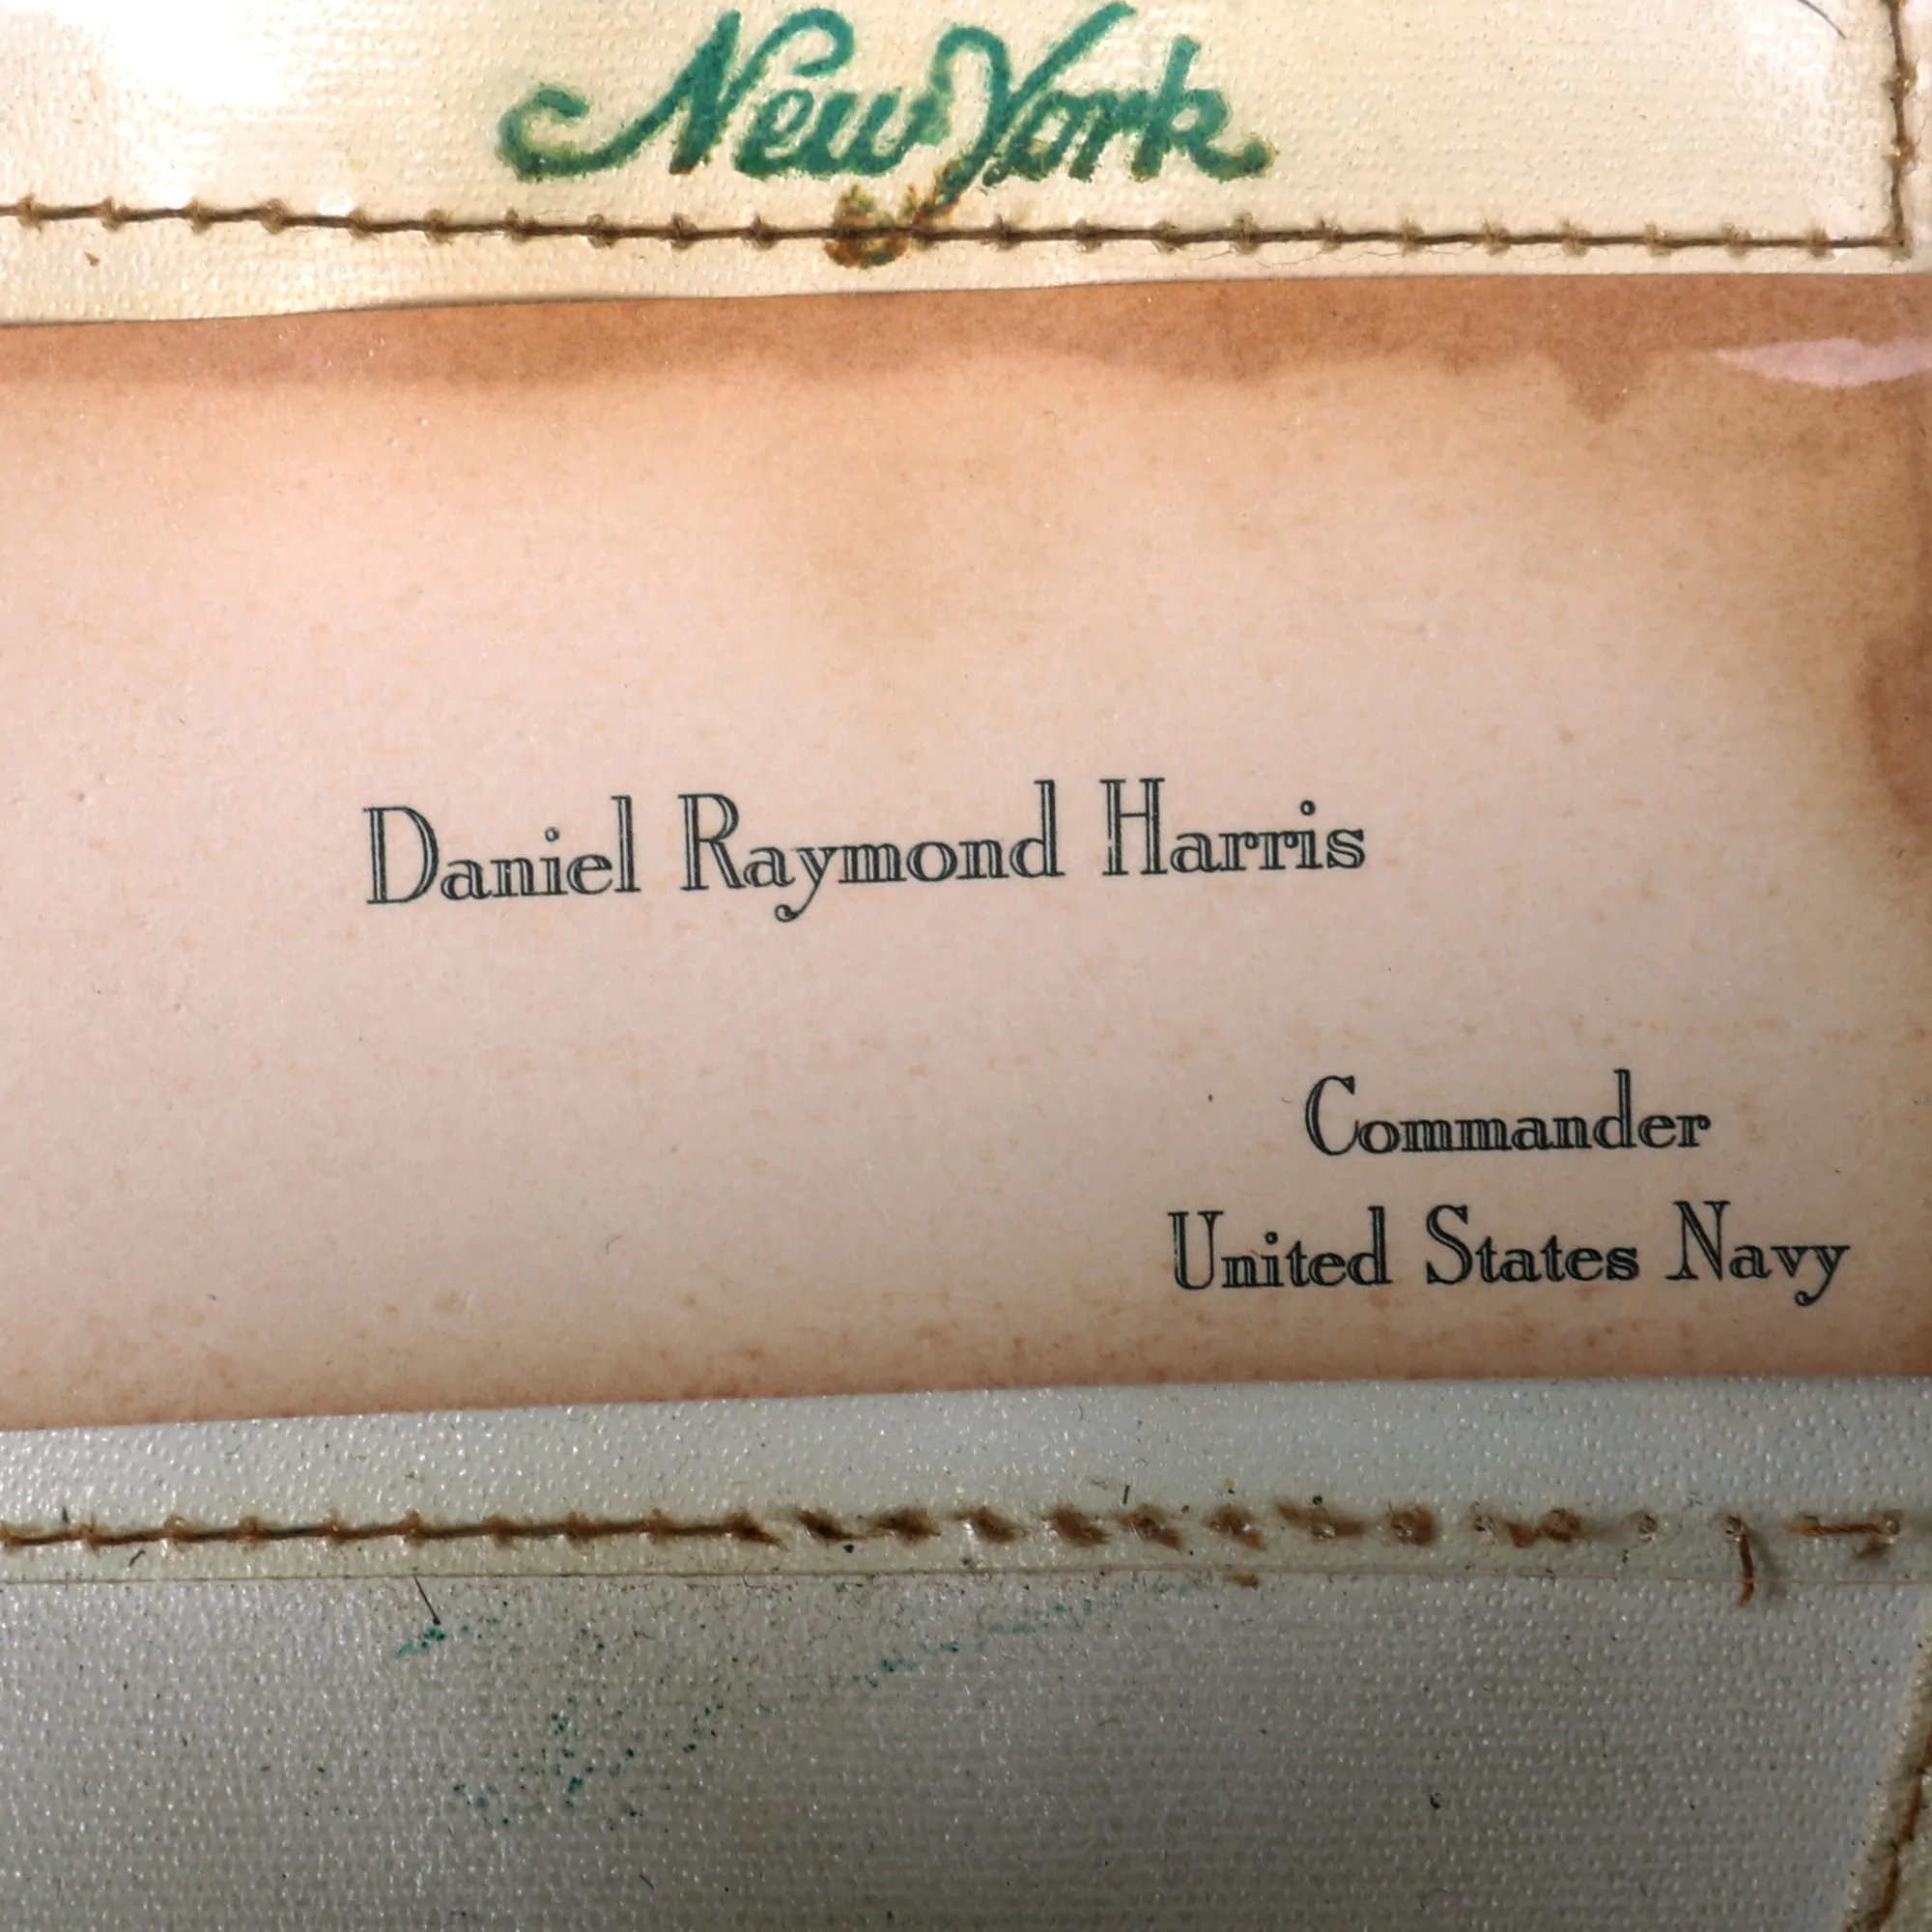 New York
Daniel Raymond Harris
Commander
United States Navy